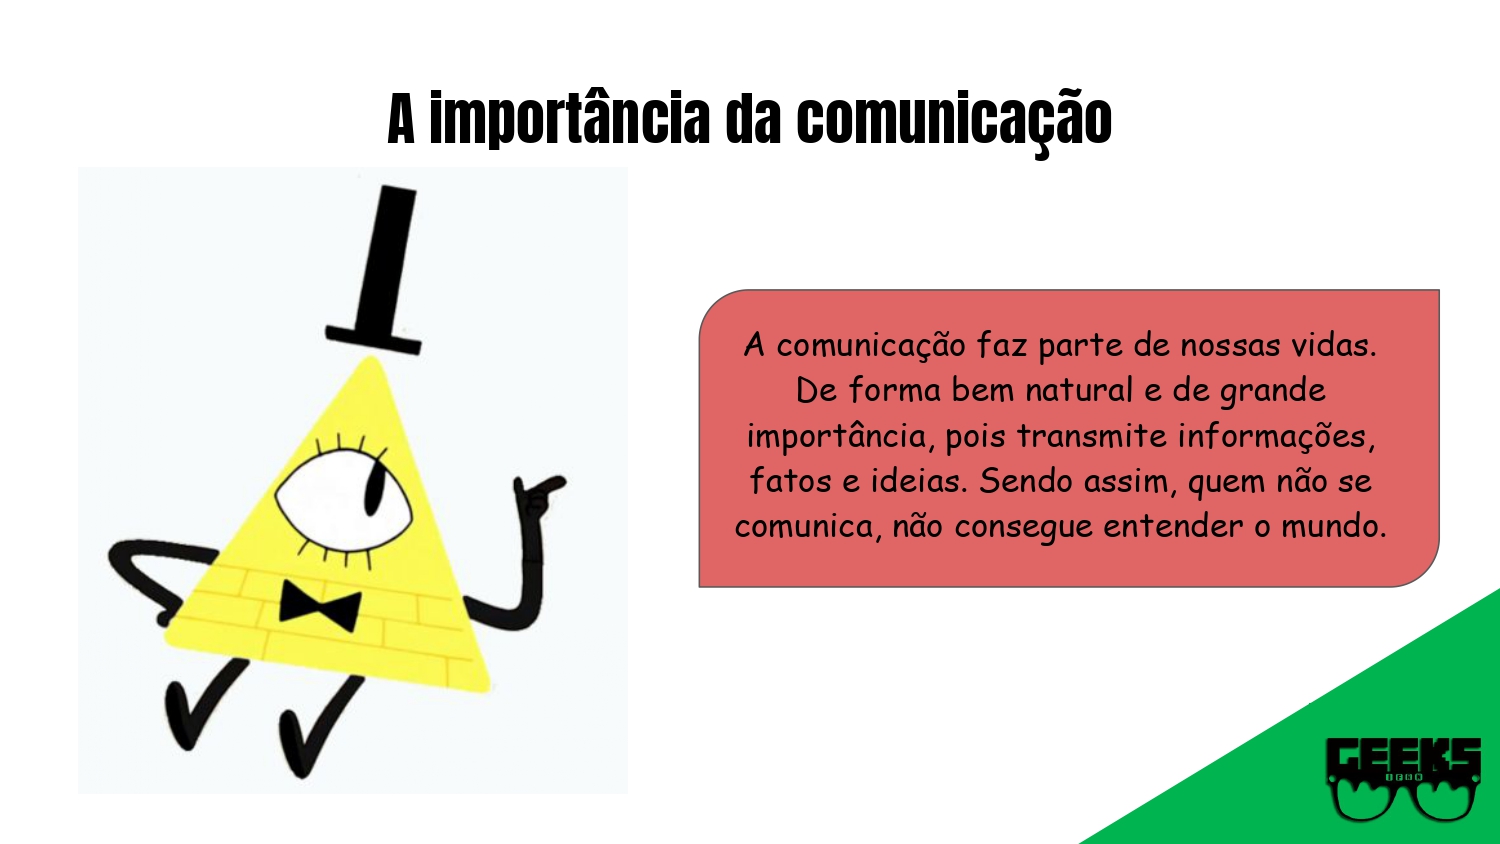 A importância da comunicação
A comunicação faz parte de nossas vidas.
De forma bem natural e de grande
importância, pois transmite informações,
fatos e ideias. Sendo assim, quem não se
comunica, não consegue entender o mundo.
GEEKS
IFRN